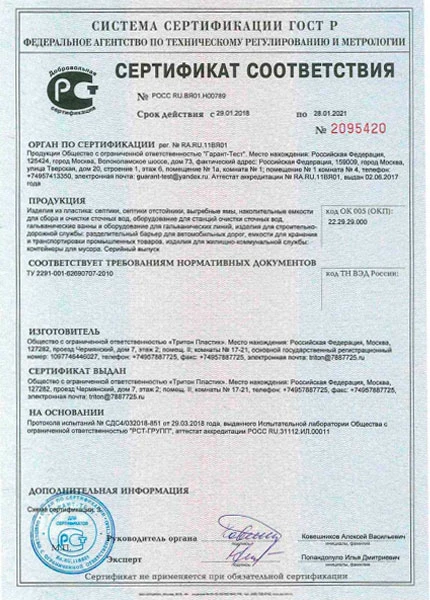 СИСТЕМА СЕРТИФИКАЦИИ ГОСТ Р
ФЕДЕРАЛЬНОЕ АГЕНТСТВО ПО ТЕХНИЧЕСКОМУ РЕГУЛИРОВАНИЮ И МЕТРОЛОГИИ
Добровольная
сертификация
СЕРТИФИКАТ СООТВЕТСТВИЯ
№ РОСС RU.BR01.H00789
Срок действия с 29.01.2018 по 28.01.2021
№ 2095420
ОРГАН ПО СЕРТИФИКАЦИИ рег. № RA.RU.11BR01
Продукции Общество с ограниченной ответственностью "Гарант-Тест". Место нахождения: Российская Федерация,
125424, город Москва, Волоколамское шоссе, дом 73, фактический адрес: Российская Федерация, 159009, город Москва,
улица Тверская, дом 20, строение 1, этаж 6, помещение 1а, комната № 1; помещение 1 комната № 4, телефон:
+74957413350, электронная почта: guarant-test@yandex.ru. Аттестат аккредитации № RA.RU.11BR01 выдан 02.06.2017
года
ПРОДУКЦИЯ
Изделия из пластика: септики, септики отстойники, выгребные ямы, накопительные емкости
для сбора и очистки сточных вод, оборудование для станций очистки сточных вод,
гальванические ванны и оборудование для гальванических линий, изделия для строительно-
дорожной службы: разделительный барьер для автомобильных дорог, емкости для хранения
и транспортировки промышленных товаров, изделия для жилищно-коммунальной службы:
контейнеры для мусора. Серийный выпуск
код ОК 005 (ОКП):
22.29.29.000
СООТВЕТСТВУЕТ ТРЕБОВАНИЯМ НОРМАТИВНЫХ ДОКУМЕНТОВ
ТУ 2291-001-62690707-2010
код ТН ВЭД России:
ИЗГОТОВИТЕЛЬ
Общество с ограниченной ответственностью «Тритон Пластик». Место нахождения: Российская Федерация, Москва,
127282, проезд Чермянский, дом 7, этаж 2; помещ. II; комнаты № 17-21, основной государственный регистрационный
номер: 1097746446027, телефон: +74957887725, факс: +74957887725, электронная почта: triton@7887725.ru
СЕРТИФИКАТ ВЫДАН
Общество с ограниченной ответственностью «Тритон Пластик». Место нахождения: Российская Федерация, Москва,
127282, проезд Чермянский, дом 7, этаж 2; помещ. II; комнаты № 17-21, телефон: +74957887725, факс: +74957887725,
электронная почта: triton@7887725.ru
НА ОСНОВАНИИ
Протокола испытаний № СДС4/032018-851 от 29.03.2018 года, выданного Испытательной лаборатории Общества с
ограниченной ответственностью "РСТ-ГРУПП", аттестат аккредитации РОСС RU.31112.ИЛ.00011
ДОПОЛНИТЕЛЬНАЯ ИНФОРМАЦИЯ
Схема сертификации: 3
ДЛЯ
СЕРТИФИКАТОВ
М.П.
Руководитель органа
Ковешников Алексей Васильевич
инициалы, фамилия
Эксперт
Попандопуло Илья Дмитриевич
инициалы, фамилия
Сертификат не применяется при обязательной сертификации